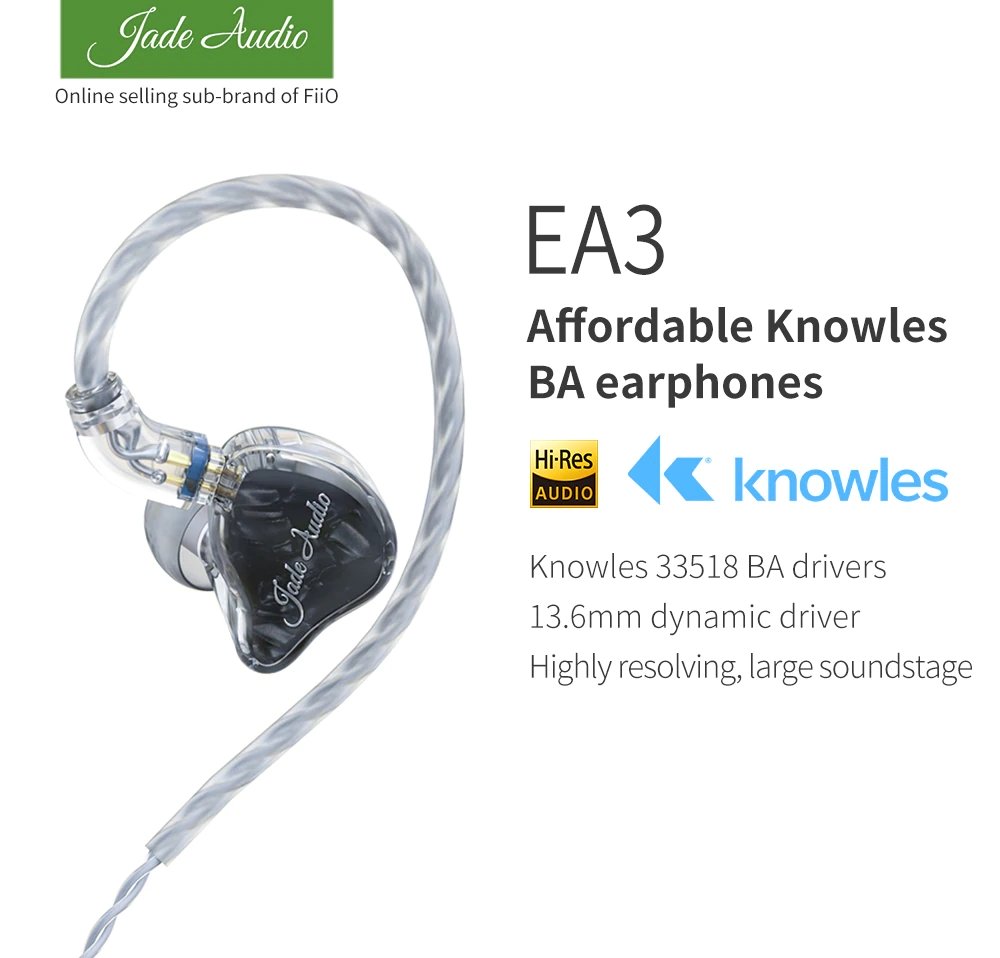 Jade Audio
Online selling sub-brand of FiiO
EA3
Affordable Knowles
BA earphones
Hi-Res
AUDIO
knowles
Jade Audio
Knowles 33518 BA drivers
13.6mm dynamic driver
Highly resolving, large soundstage